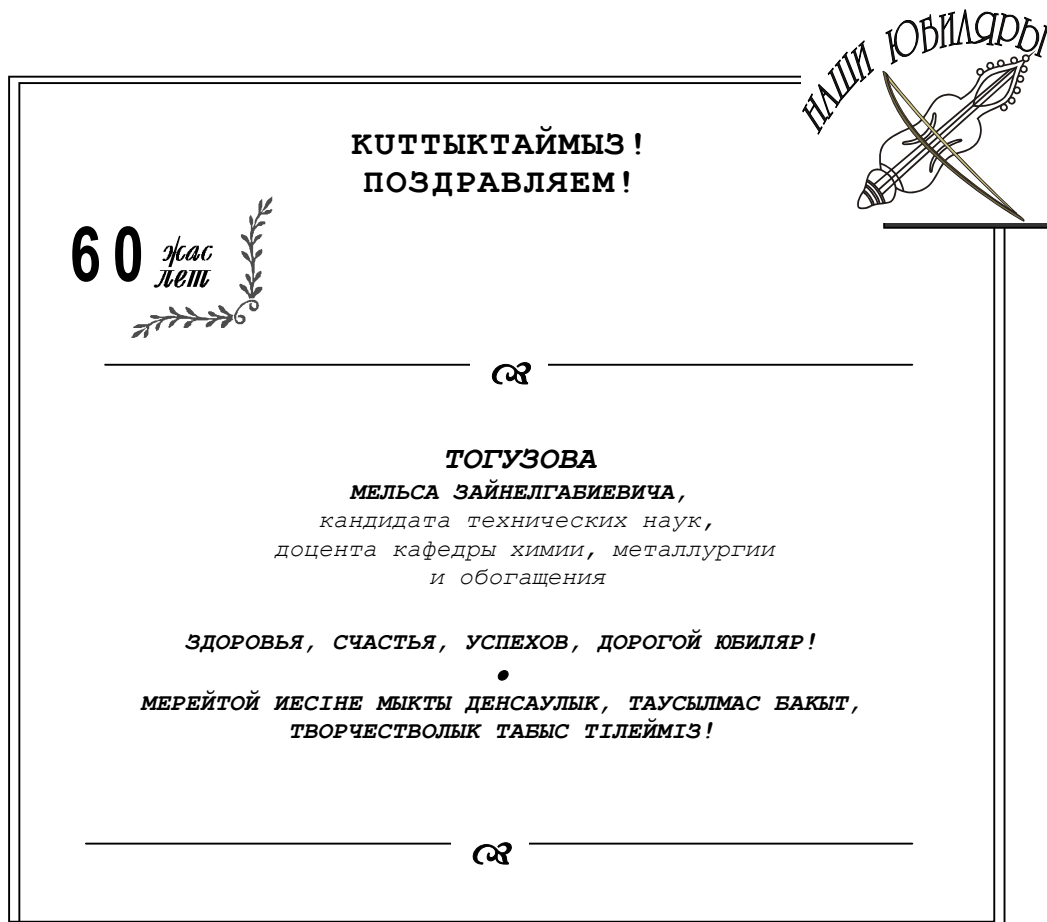 НАШИ ЮБИЛЯРЫ
КUТТЫКТАЙМЫЗ!
ПОЗДРАВЛЯЕМ!
60 жас
лет
ТОГУЗОВА
МЕЛЬСА ЗАЙНЕЛГАБИЕВИЧА,
кандидата технических наук,
доцента кафедры химии, металлургии
и обогащения
ЗДОРОВЬЯ, СЧАСТЬЯ, УСПЕХОВ, ДОРОГОЙ ЮБИЛЯР!
•
МЕРЕЙТОЙ ИЕСІНЕ МЫКТЫ ДЕНСАУЛЫК, ТАУСЫЛМАС БАКЫТ,
ТВОРЧЕСТВОЛЫК ТАБЫС ТІЛЕЙМІЗ!